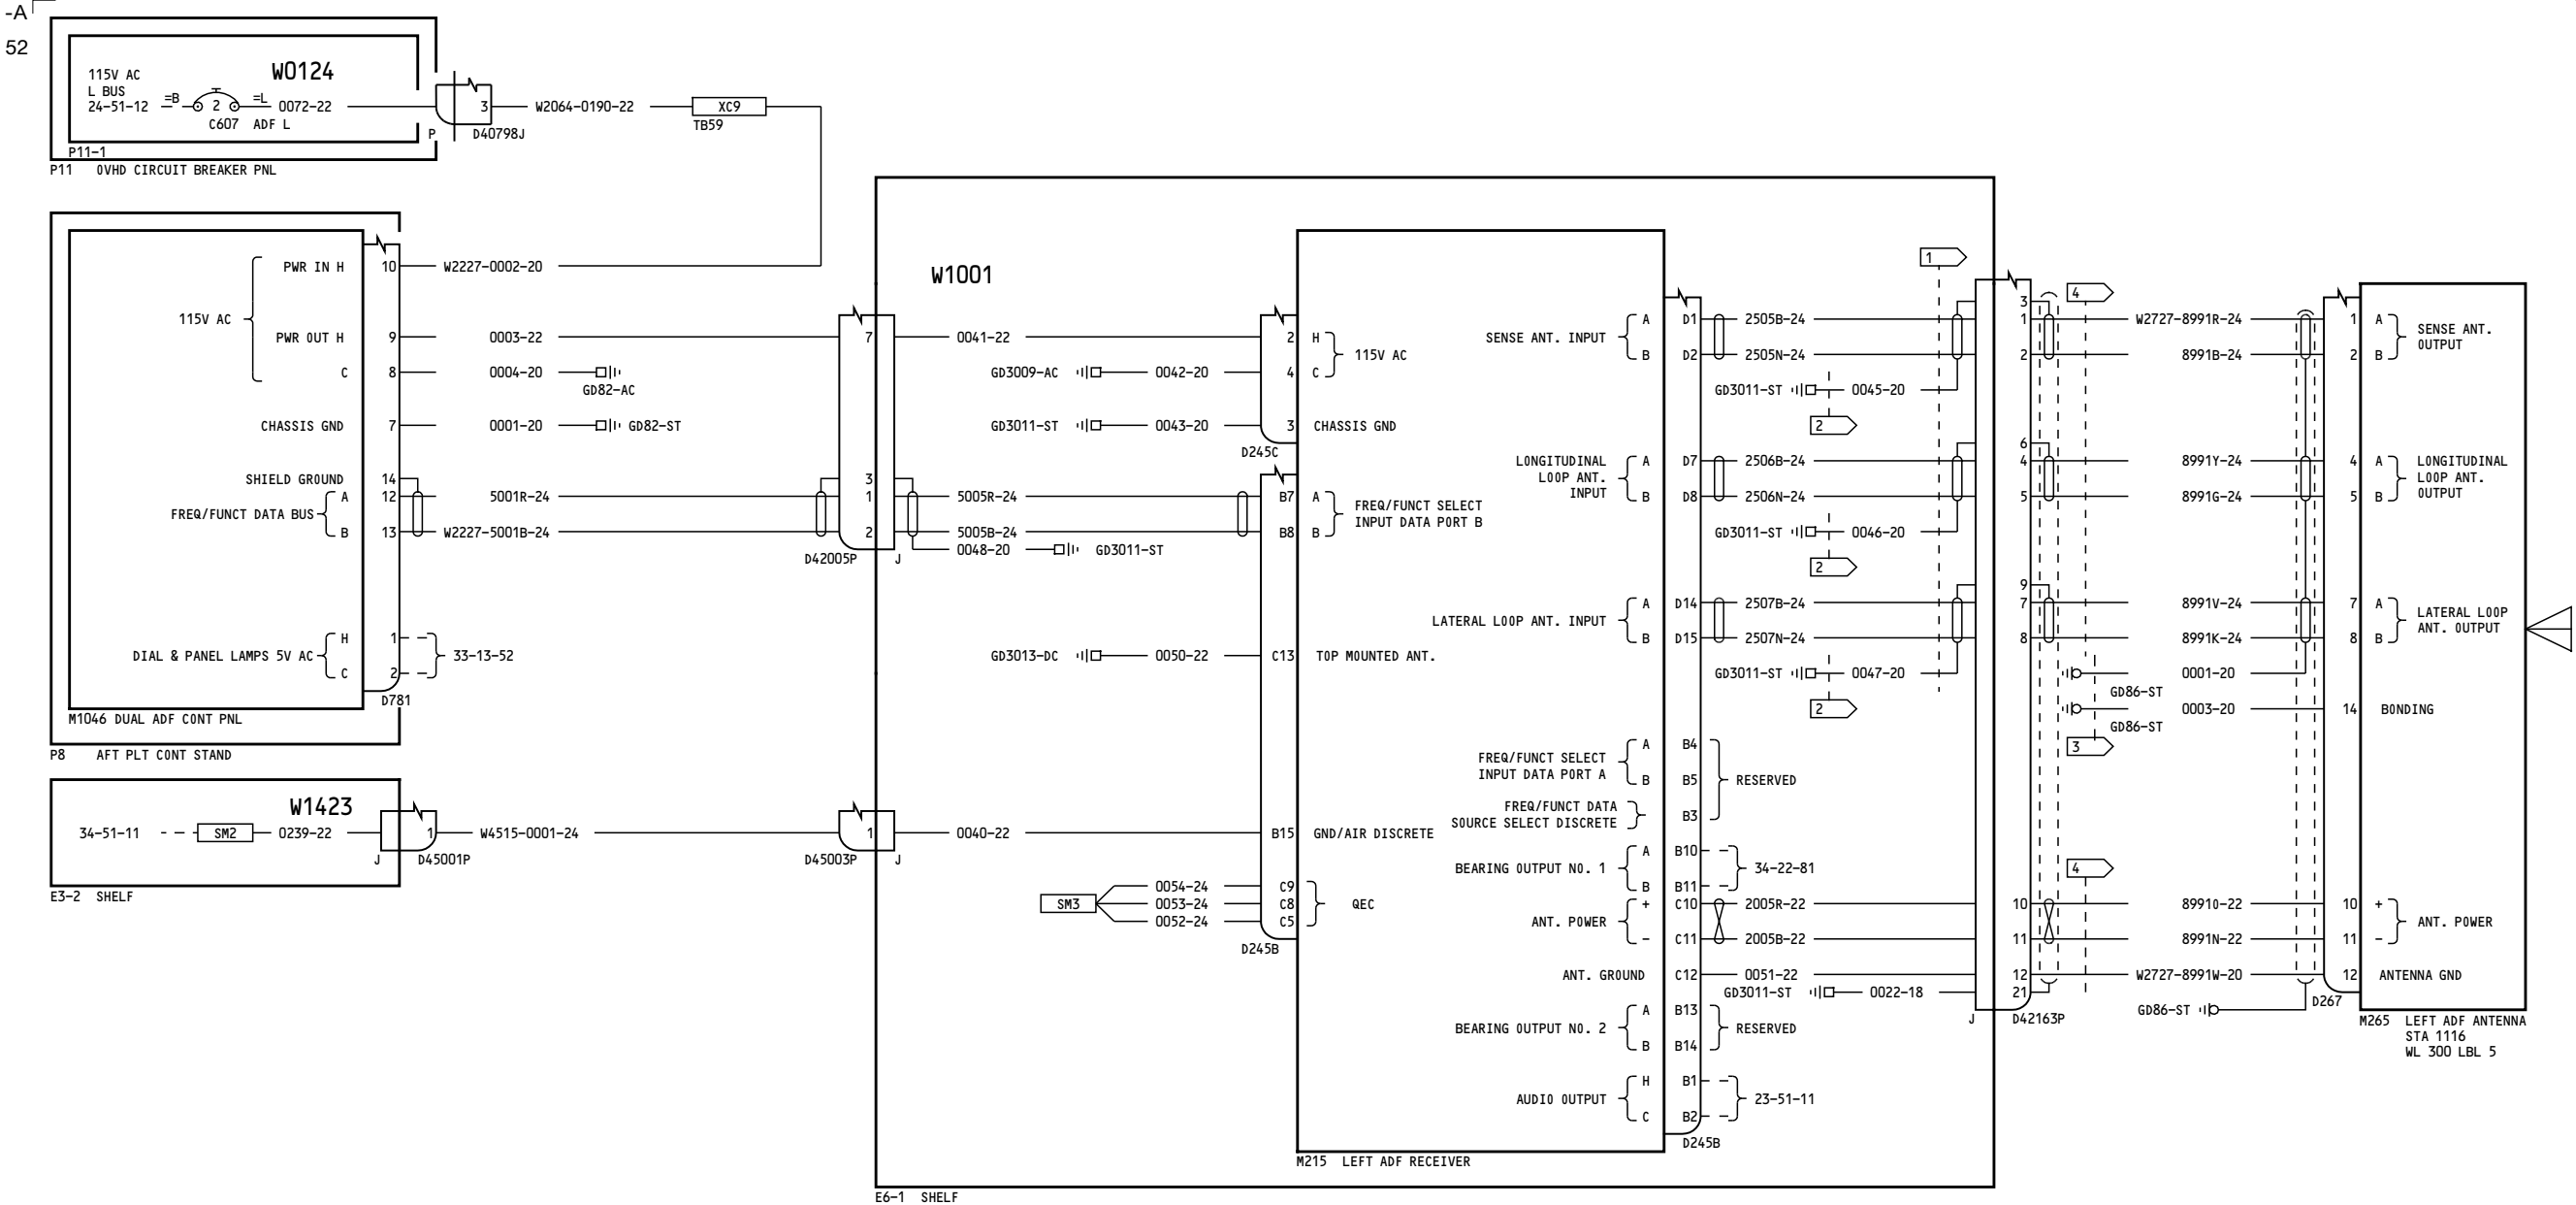 -A
52
115V AC
L BUS
24-51-12
=B
2
=L
0072-22
C607 ADF L
W0124
P11-1
P11 OVHD CIRCUIT BREAKER PNL
P
3
D40798J
W2064-0190-22
XC9
TB59
115V AC
PWR IN H
10
W2227-0002-20
PWR OUT H
9
0003-22
C
8
0004-20
GD82-AC
CHASSIS GND
7
0001-20
GD82-ST
SHIELD GROUND
14
FREQ/FUNCT DATA BUS
A
12
5001R-24
B
13
W2227-5001B-24
DIAL & PANEL LAMPS 5V AC
H
1
C
2
33-13-52
D781
M1046 DUAL ADF CONT PNL
P8 AFT PLT CONT STAND
W1423
34-51-11
SM2
0239-22
1
W4515-0001-24
J
D45001P
E3-2 SHELF
W1001
7
0041-22
2
H
115V AC
GD3009-AC
0042-20
4
C
GD3011-ST
0043-20
3
CHASSIS GND
D245C
3
1
5005R-24
B7
A
FREQ/FUNCT SELECT
INPUT DATA PORT B
2
5005B-24
B8
B
0048-20
GD3011-ST
D42005P
J
GD3013-DC
0050-22
C13
TOP MOUNTED ANT.
1
0040-22
B15
GND/AIR DISCRETE
D45003P
J
SM3
0054-24
C9
0053-24
C8
QEC
0052-24
C5
D245B
SENSE ANT. INPUT
A
D1
2505B-24
B
D2
2505N-24
GD3011-ST
0045-20
2
LONGITUDINAL
LOOP ANT.
INPUT
A
D7
2506B-24
B
D8
2506N-24
GD3011-ST
0046-20
2
LATERAL LOOP ANT. INPUT
A
D14
2507B-24
B
D15
2507N-24
GD3011-ST
0047-20
2
FREQ/FUNCT SELECT
INPUT DATA PORT A
A
B4
B
B5
RESERVED
FREQ/FUNCT DATA
SOURCE SELECT DISCRETE
B3
BEARING OUTPUT NO. 1
A
B10
B
B11
34-22-81
ANT. POWER
+
C10
2005R-22
-
C11
2005B-22
ANT. GROUND
C12
0051-22
GD3011-ST
0022-18
BEARING OUTPUT NO. 2
A
B13
B
B14
RESERVED
AUDIO OUTPUT
H
B1
C
B2
23-51-11
D245B
M215 LEFT ADF RECEIVER
E6-1 SHELF
1
3
1
2
6
4
5
9
7
8
10
11
12
21
J
D42163P
4
W2727-8991R-24
1
A
SENSE ANT.
OUTPUT
8991B-24
2
B
8991Y-24
4
A
LONGITUDINAL
LOOP ANT.
OUTPUT
8991G-24
5
B
8991V-24
7
A
LATERAL LOOP
ANT. OUTPUT
8991K-24
8
B
0001-20
GD86-ST
0003-20
14
BONDING
GD86-ST
3
4
8991O-22
10
+
ANT. POWER
8991N-22
11
-
W2727-8991W-20
12
ANTENNA GND
GD86-ST
D267
M265 LEFT ADF ANTENNA
STA 1116
WL 300 LBL 5